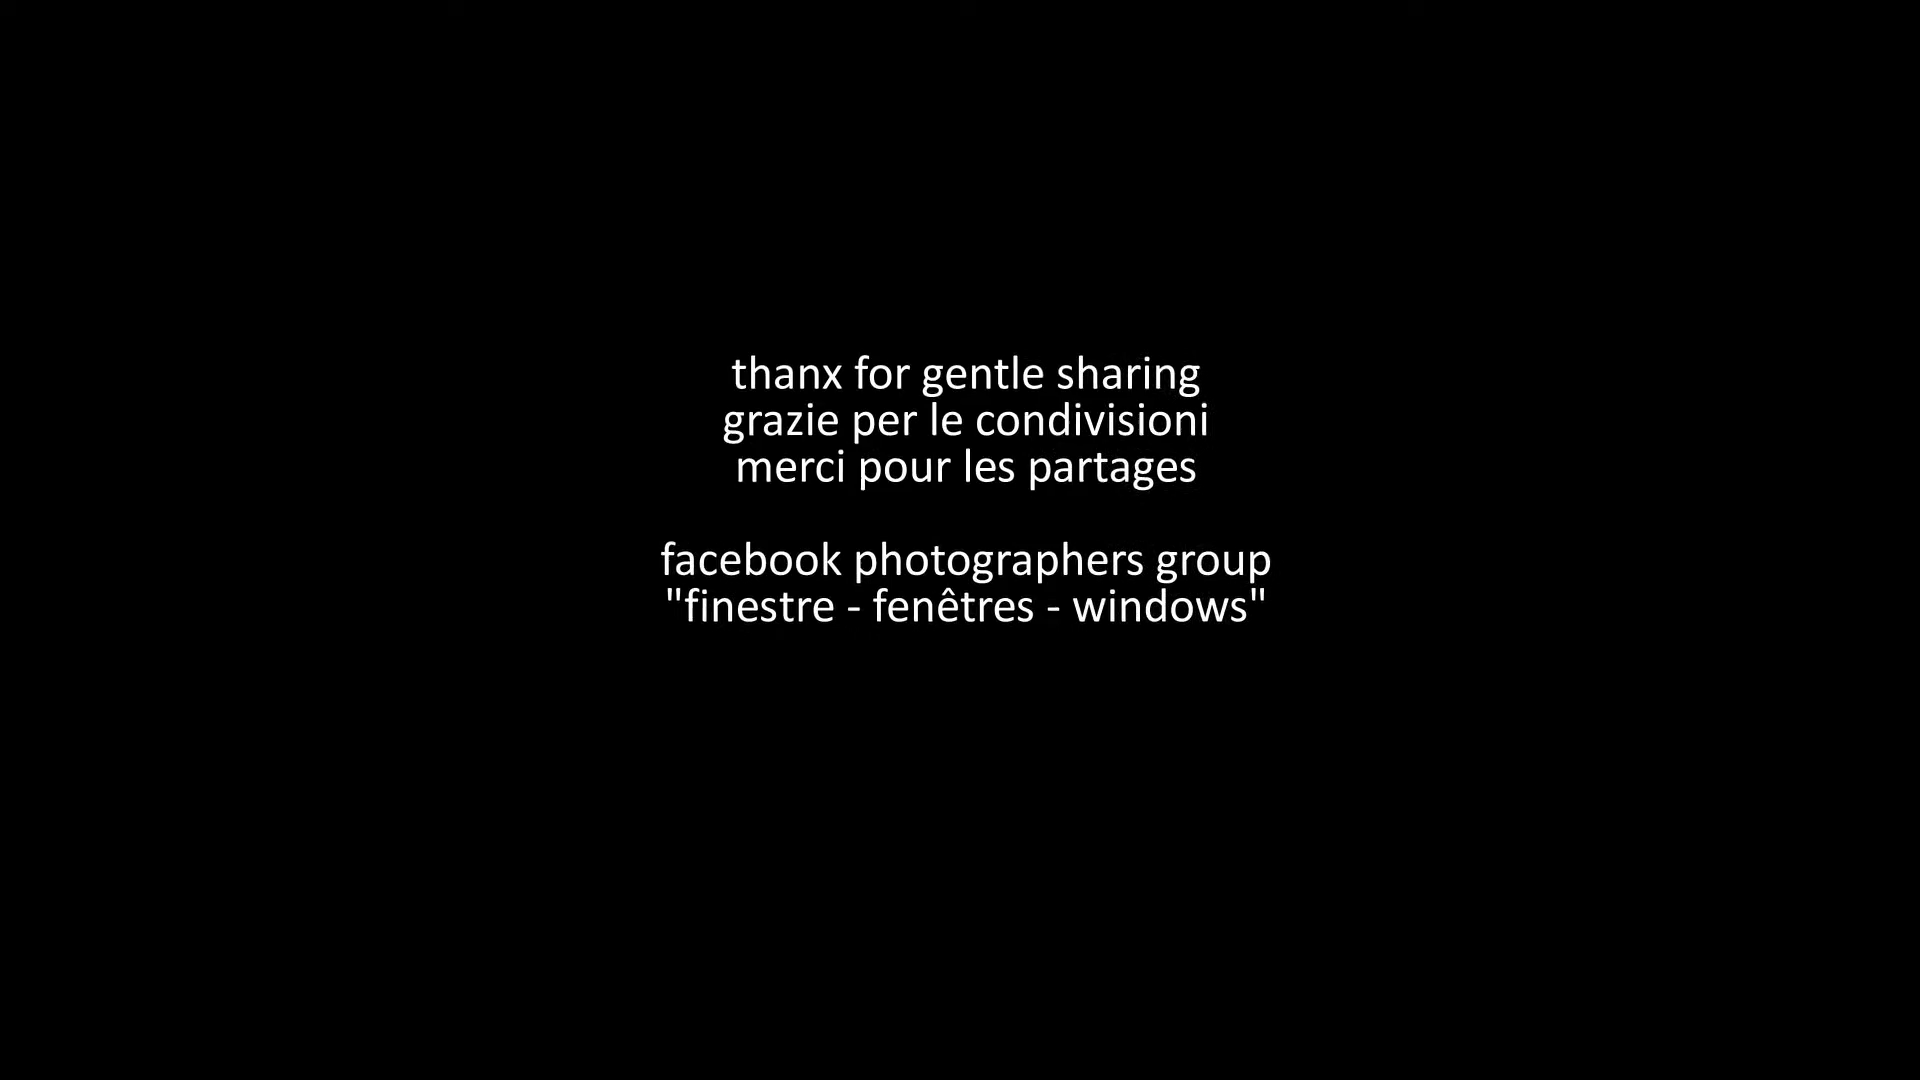 thanx for gentle sharing
grazie per le condivisioni
merci pour les partages
facebook photographers group
"finestre - fenêtres - windows"